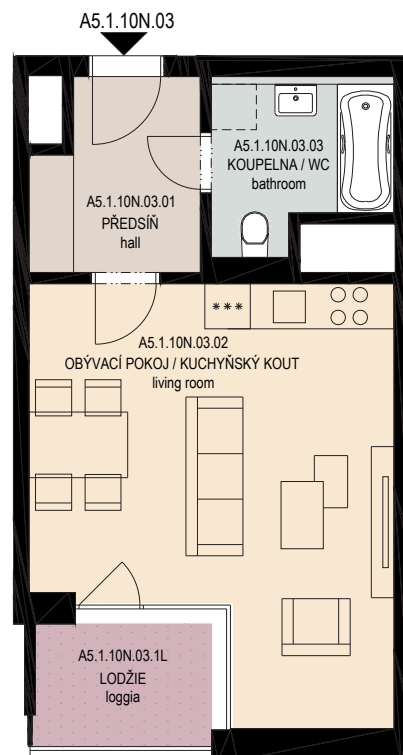 A5.1.10N.03
A5.1.10N.03.03
KOUPELNA / WC
bathroom
A5.1.10N.03.01
PŘEDSÍŇ
hall
***
A5.1.10N.03.02
OBÝVACÍ POKOJ / KUCHYŇSKÝ KOUT
living room
A5.1.10N.03.1L
LODŽIE
loggia